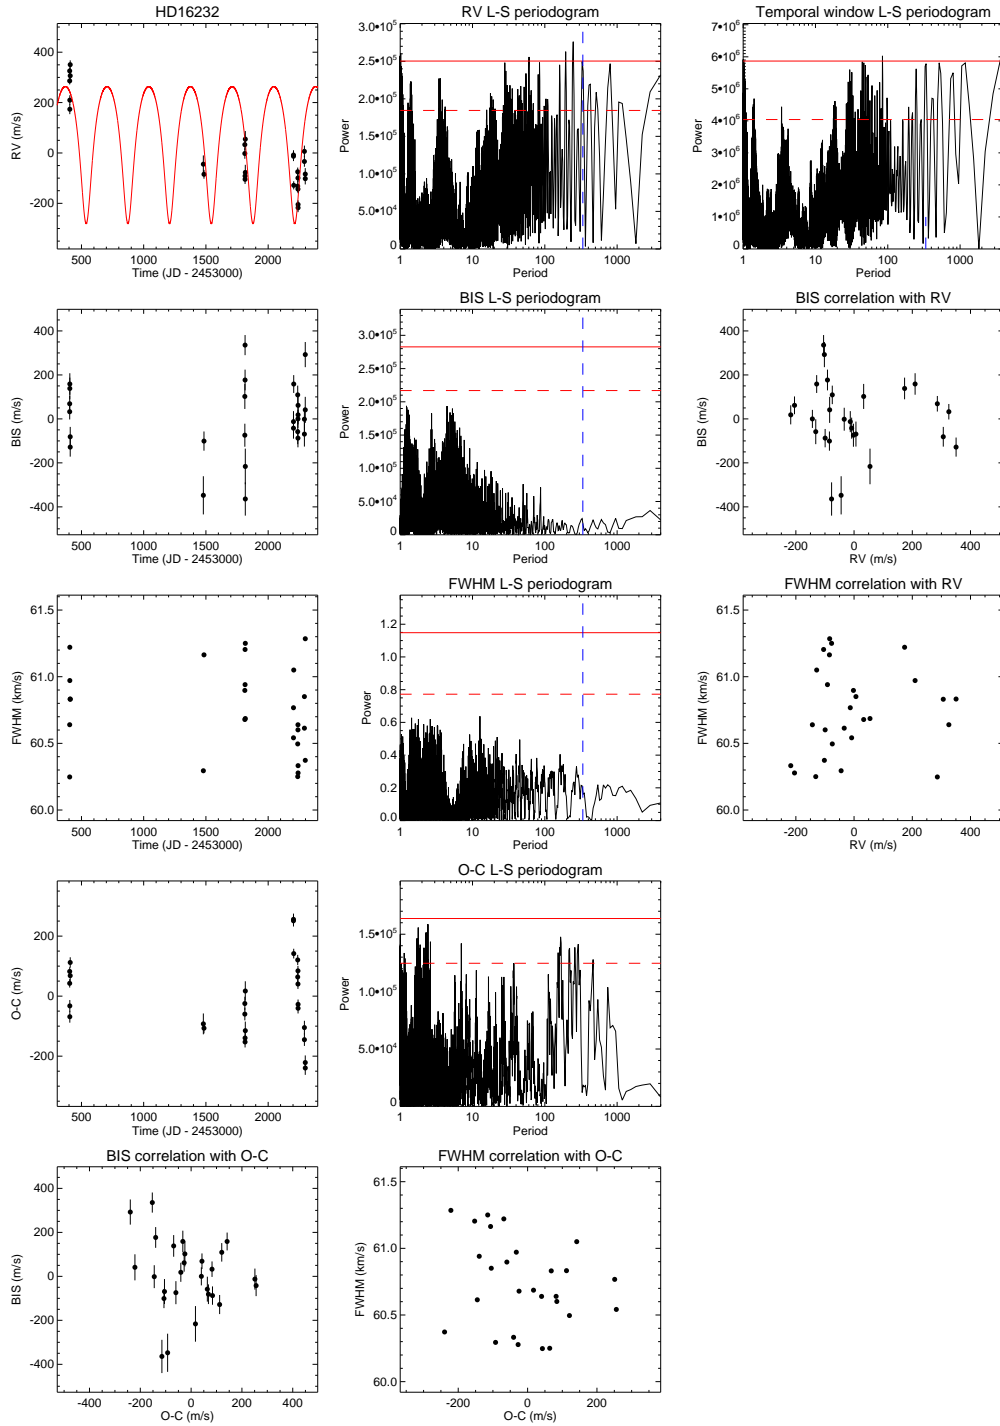 HD16232
RV (m/s)
400
200
0
-200
500 1000 1500 2000
Time (JD - 2453000)
RV L-S periodogram
Power
3.0•10⁵
2.5•10⁵
2.0•10⁵
1.5•10⁵
1.0•10⁵
5.0•10⁴
0
1 10 100 1000
Period
Temporal window L-S periodogram
Power
6•10⁶
5•10⁶
4•10⁶
3•10⁶
2•10⁶
1•10⁶
0
1 10 100 1000
Period
BIS (m/s)
400
200
0
-200
-400
500 1000 1500 2000
Time (JD - 2453000)
BIS L-S periodogram
Power
3.0•10⁵
2.5•10⁵
2.0•10⁵
1.5•10⁵
1.0•10⁵
5.0•10⁴
0
1 10 100 1000
Period
BIS correlation with RV
BIS (m/s)
400
200
0
-200
-400
-200 0 200 400
RV (m/s)
FWHM (km/s)
61.5
61.0
60.5
60.0
500 1000 1500 2000
Time (JD - 2453000)
FWHM L-S periodogram
Power
1.2
1.0
0.8
0.6
0.4
0.2
0.0
1 10 100 1000
Period
FWHM correlation with RV
FWHM (km/s)
61.5
61.0
60.5
60.0
-200 0 200 400
RV (m/s)
O-C (m/s)
200
0
-200
500 1000 1500 2000
Time (JD - 2453000)
O-C L-S periodogram
Power
1.5•10⁵
1.0•10⁵
5.0•10⁴
0
1 10 100 1000
Period
BIS correlation with O-C
BIS (m/s)
400
200
0
-200
-400
-400 -200 0 200 400
O-C (m/s)
FWHM correlation with O-C
FWHM (km/s)
61.5
61.0
60.5
60.0
-200 0 200
O-C (m/s)